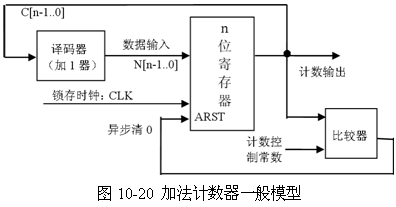 C[n-1..0]
译码器
（加 1 器）
数据输入
N[n-1..0]
n
位
寄
存
器
ARST
锁存时钟：CLK
异步清 0
计数输出
计数控
制常数
比较器
图 10-20 加法计数器一般模型